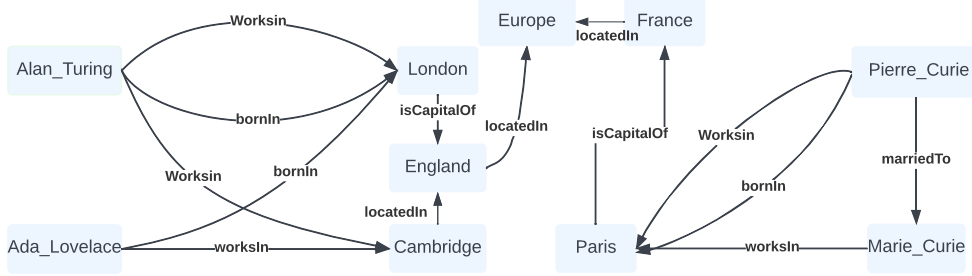 Europe
France
locatedIn
Worksin
Alan_Turing
London
Pierre_Curie
isCapitalOf
bornIn
locatedIn
isCapitalOf
Worksin
England
marriedTo
Worksin
bornIn
bornIn
locatedIn
Ada_Lovelace
worksIn
Cambridge
Paris
worksIn
Marie_Curie